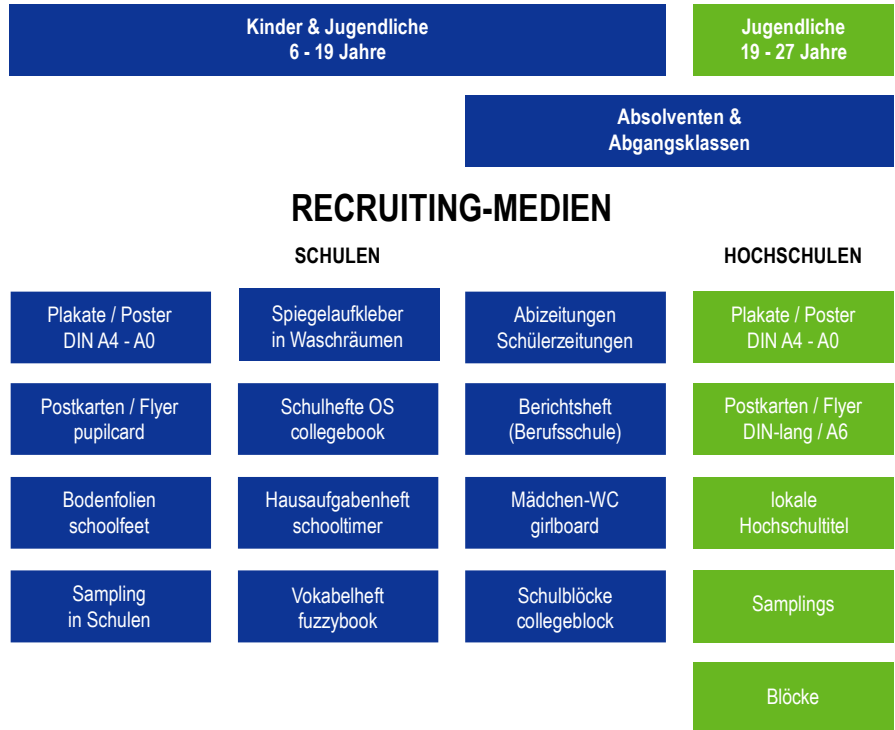 Kinder & Jugendliche
6 - 19 Jahre
Jugendliche
19 - 27 Jahre
Absolventen &
Abgangsklassen
RECRUITING-MEDIEN
SCHULEN
HOCHSCHULEN
Plakate / Poster
DIN A4 - A0
Spiegelaufkleber
in Waschräumen
Abizeitungen
Schülerzeitungen
Plakate / Poster
DIN A4 - A0
Postkarten / Flyer
pupilcard
Schulhefte OS
collegebook
Berichtsheft
(Berufsschule)
Postkarten / Flyer
DIN-lang / A6
Bodenfolien
schoolfeet
Hausaufgabenheft
schooltimer
Mädchen-WC
girlboard
lokale
Hochschultitel
Sampling
in Schulen
Vokabelheft
fuzzybook
Schulblöcke
collegeblock
Samplings
Blöcke